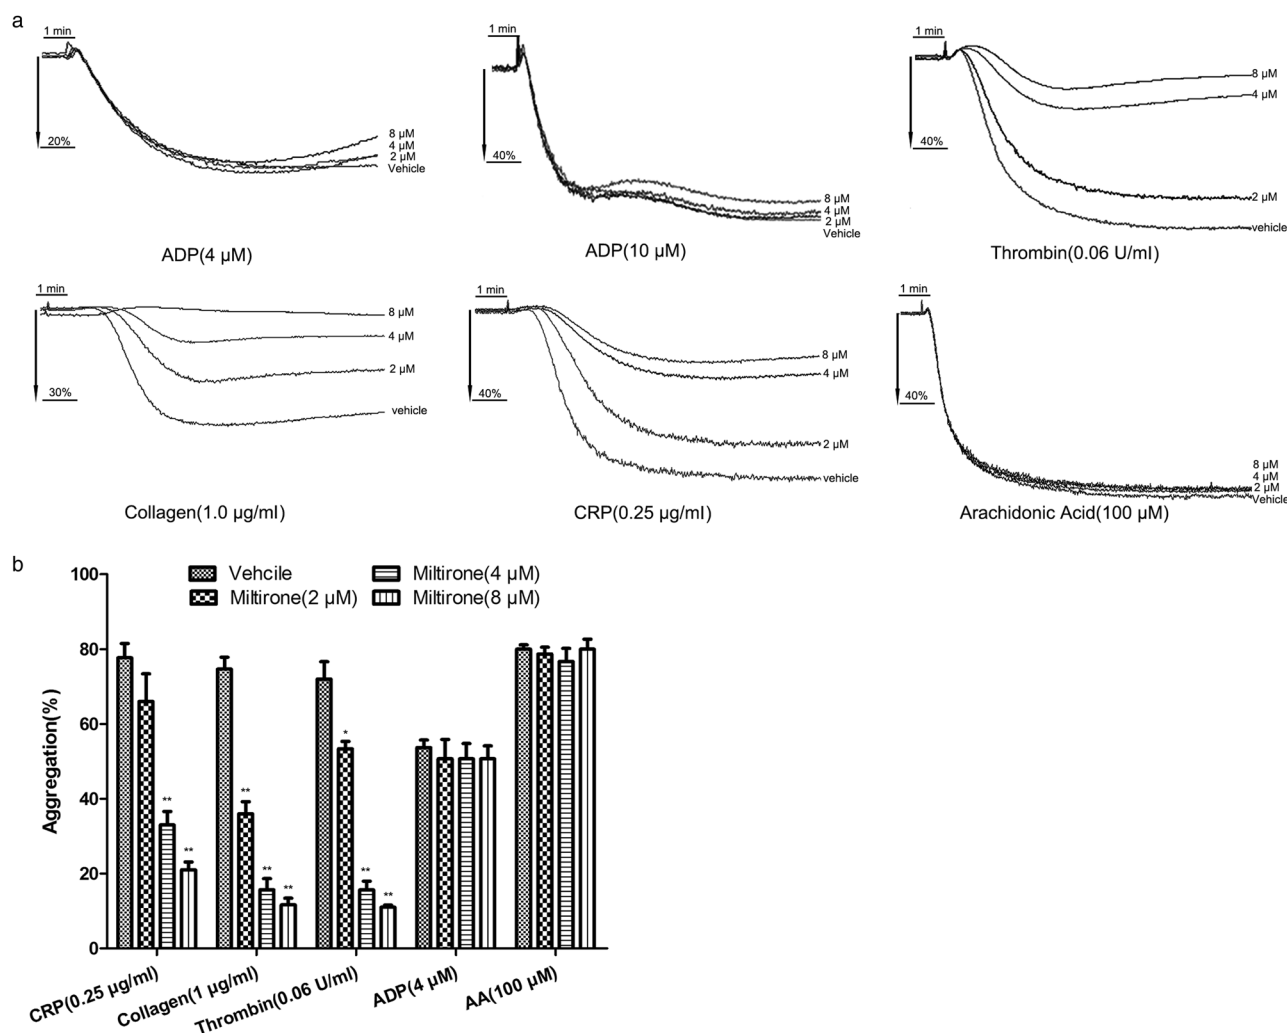 a
1 min
20%
8 µM
4 µM
2 µM
Vehicle
ADP(4 µM)
1 min
40%
8 µM
4 µM
2 µM
Vehicle
ADP(10 µM)
1 min
40%
8 µM
4 µM
2 µM
vehicle
Thrombin(0.06 U/ml)
1 min
30%
8 µM
4 µM
2 µM
vehicle
Collagen(1.0 µg/ml)
1 min
40%
8 µM
4 µM
2 µM
vehicle
CRP(0.25 µg/ml)
1 min
40%
8 µM
4 µM
2 µM
Vehicle
Arachidonic Acid(100 µM)
b
Vehcile
Miltirone(2 µM)
Miltirone(4 µM)
Miltirone(8 µM)
Aggregation(%)
100
80
60
40
20
0
**
**
**
**
**
*
**
**
CRP(0.25 µg/ml)
Collagen(1 µg/ml)
Thrombin(0.06 U/ml)
ADP(4 µM)
AA(100 µM)